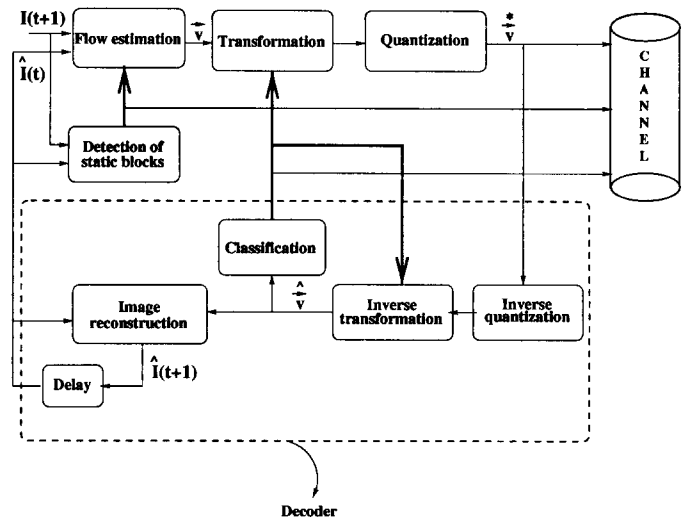 I(t+1)
Î(t)
Flow estimation
v⃗
Transformation
Quantization
*
v⃗
CHANNEL
Detection of
static blocks
Classification
Image
reconstruction
^
v⃗
Inverse
transformation
Inverse
quantization
Î(t+1)
Delay
Decoder